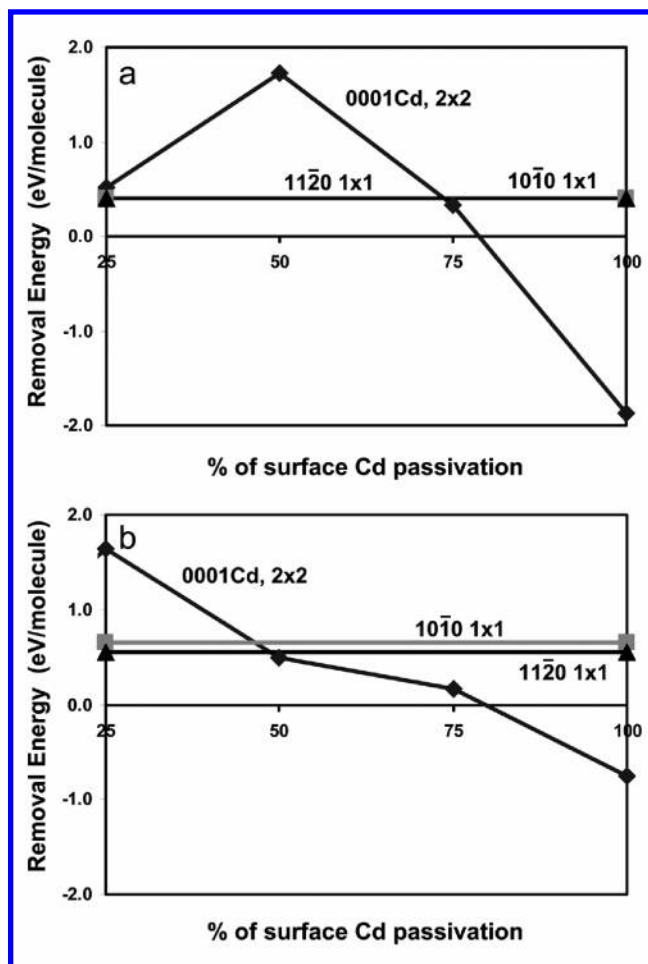 a
2.0
1.0
0.0
-1.0
-2.0
Removal Energy (eV/molecule)
0001Cd, 2x2
112̅0 1x1
101̅0 1x1
25
50
75
100
% of surface Cd passivation
b
2.0
1.0
0.0
-1.0
-2.0
Removal Energy (eV/molecule)
0001Cd, 2x2
101̅0 1x1
112̅0 1x1
25
50
75
100
% of surface Cd passivation